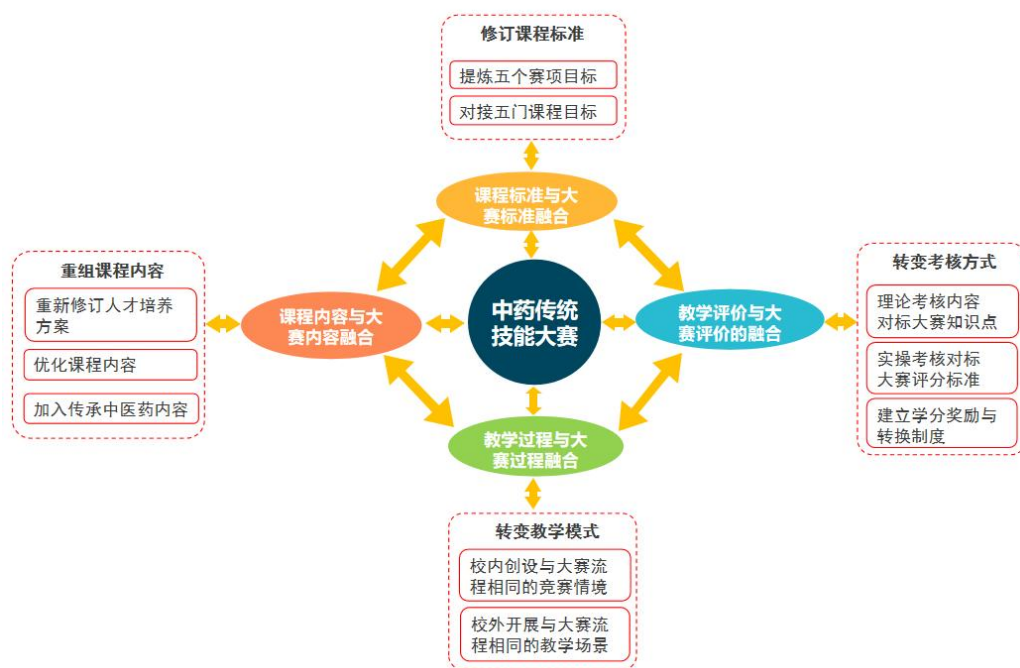 修订课程标准
提炼五个赛项目标
对接五门课程目标
课程标准与大
赛标准融合
重组课程内容
重新修订人才培养
方案
优化课程内容
加入传承中医药内容
课程内容与大
赛内容融合
中药传统
技能大赛
教学评价与大
赛评价的融合
转变考核方式
理论考核内容
对标大赛知识点
实操考核对标
大赛评分标准
建立学分奖励与
转换制度
教学过程与大
赛过程融合
转变教学模式
校内创设与大赛流
程相同的竞赛情境
校外开展与大赛流
程相同的教学场景